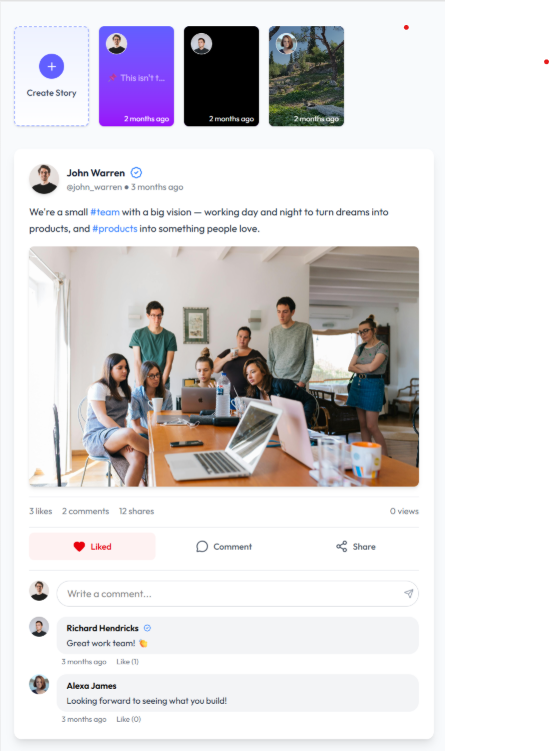 📌 This isn't t...
Create Story
2 months ago
2 months ago
2 months ago
John Warren
@john_warren • 3 months ago
We're a small #team with a big vision — working day and night to turn dreams into
products, and #products into something people love.
3 likes 2 comments 12 shares 0 views
Liked Comment Share
Write a comment...
Richard Hendricks
Great work team! 👏
3 months ago Like (1)
Alexa James
Looking forward to seeing what you build!
3 months ago Like (0)